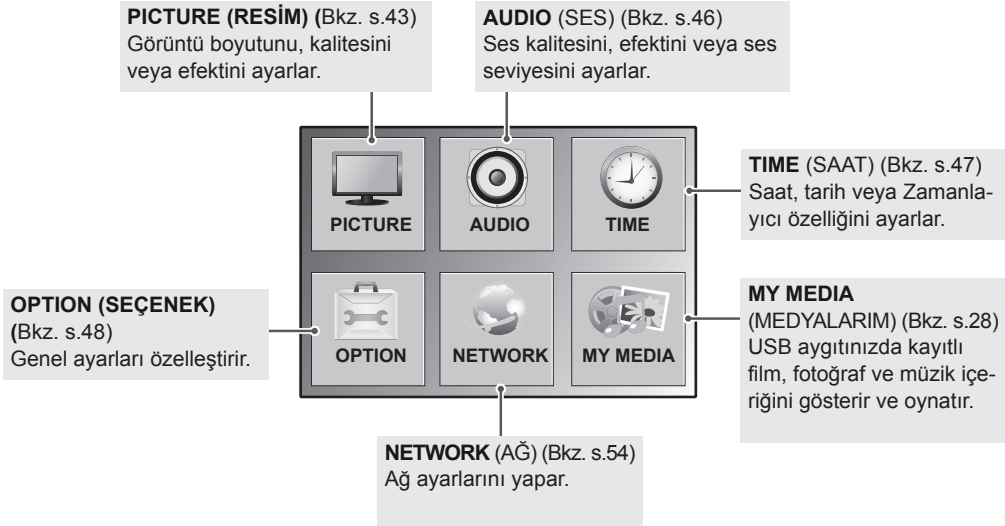 PICTURE (RESİM) (Bkz. s.43)
Görüntü boyutunu, kalitesini
veya efektini ayarlar.
AUDIO (SES) (Bkz. s.46)
Ses kalitesini, efektini veya ses
seviyesini ayarlar.
PICTURE
AUDIO
TIME
TIME (SAAT) (Bkz. s.47)
Saat, tarih veya Zamanla-
yıcı özelliğini ayarlar.
OPTION (SEÇENEK)
(Bkz. s.48)
Genel ayarları özelleştirir.
OPTION
NETWORK
MY MEDIA
MY MEDIA
(MEDYALARIM) (Bkz. s.28)
USB aygıtınızda kayıtlı
film, fotoğraf ve müzik içe-
riğini gösterir ve oynatır.
NETWORK (AĞ) (Bkz. s.54)
Ağ ayarlarını yapar.